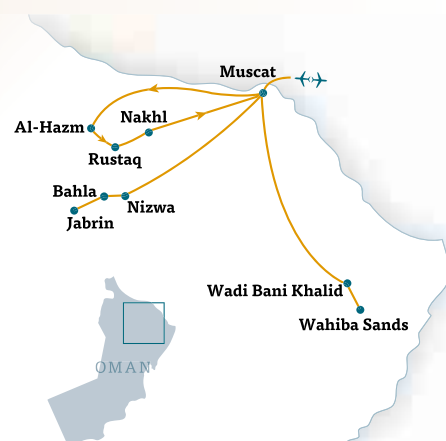 Muscat
Nakhl
Al-Hazm
Rustaq
Bahla
Nizwa
Jabrin
Wadi Bani Khalid
Wahiba Sands
OMAN